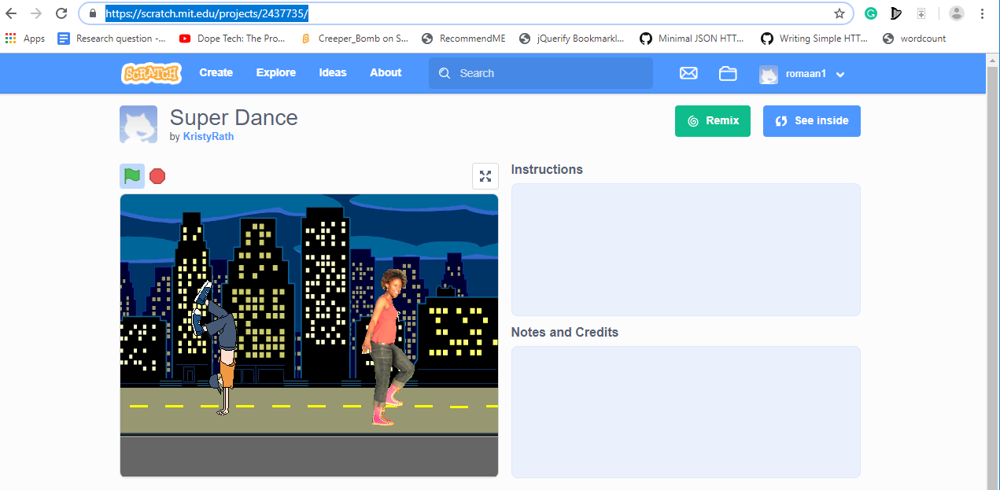 https://scratch.mit.edu/projects/2437735/
Apps Research question -... Dope Tech: The Pro... Creeper_Bomb on S... RecommendME jQuerify Bookmarkl... Minimal JSON HTT... Writing Simple HTT... wordcount
SCRATCH Create Explore Ideas About Search romaan1
Super Dance
by KristyRath
Remix See inside
Instructions
Notes and Credits